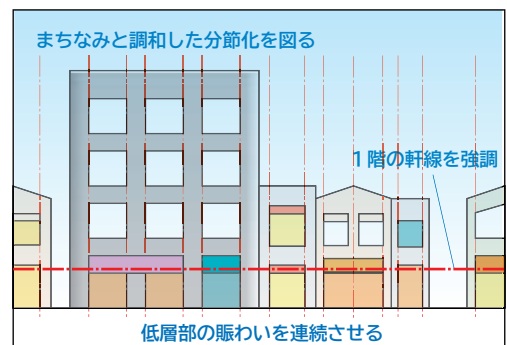 まちなみと調和した分節化を図る
1階の軒線を強調
低層部の賑わいを連続させる